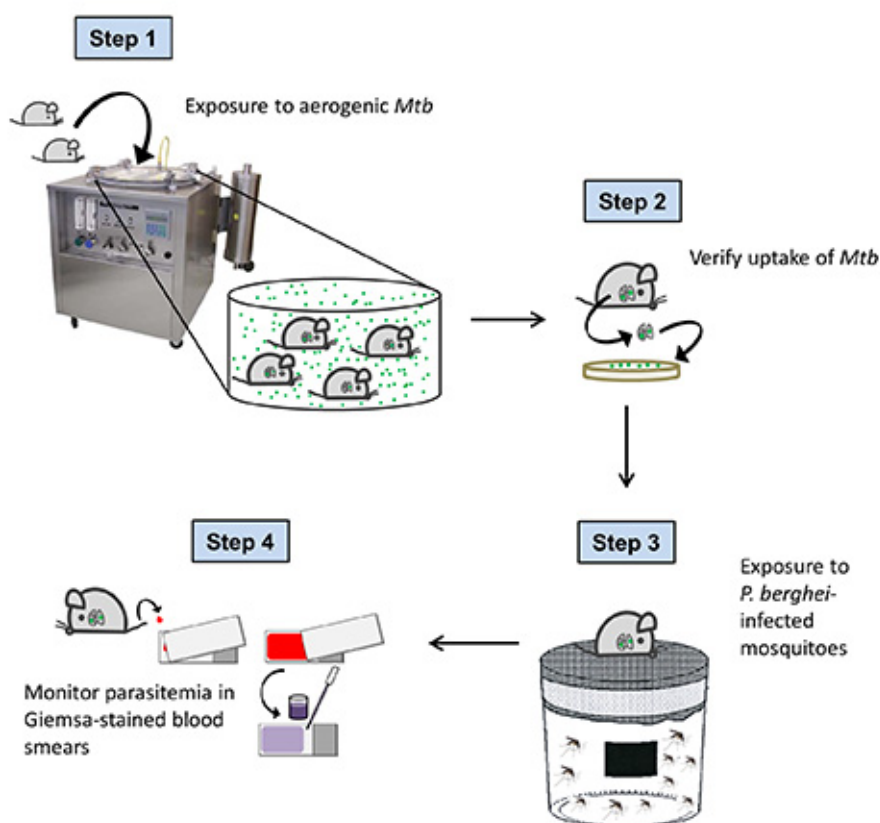 Step 1
Exposure to aerogenic Mtb
Step 2
Verify uptake of Mtb
Step 3
Exposure to
P. berghei-
infected
mosquitoes
Step 4
Monitor parasitemia in
Giemsa-stained blood
smears